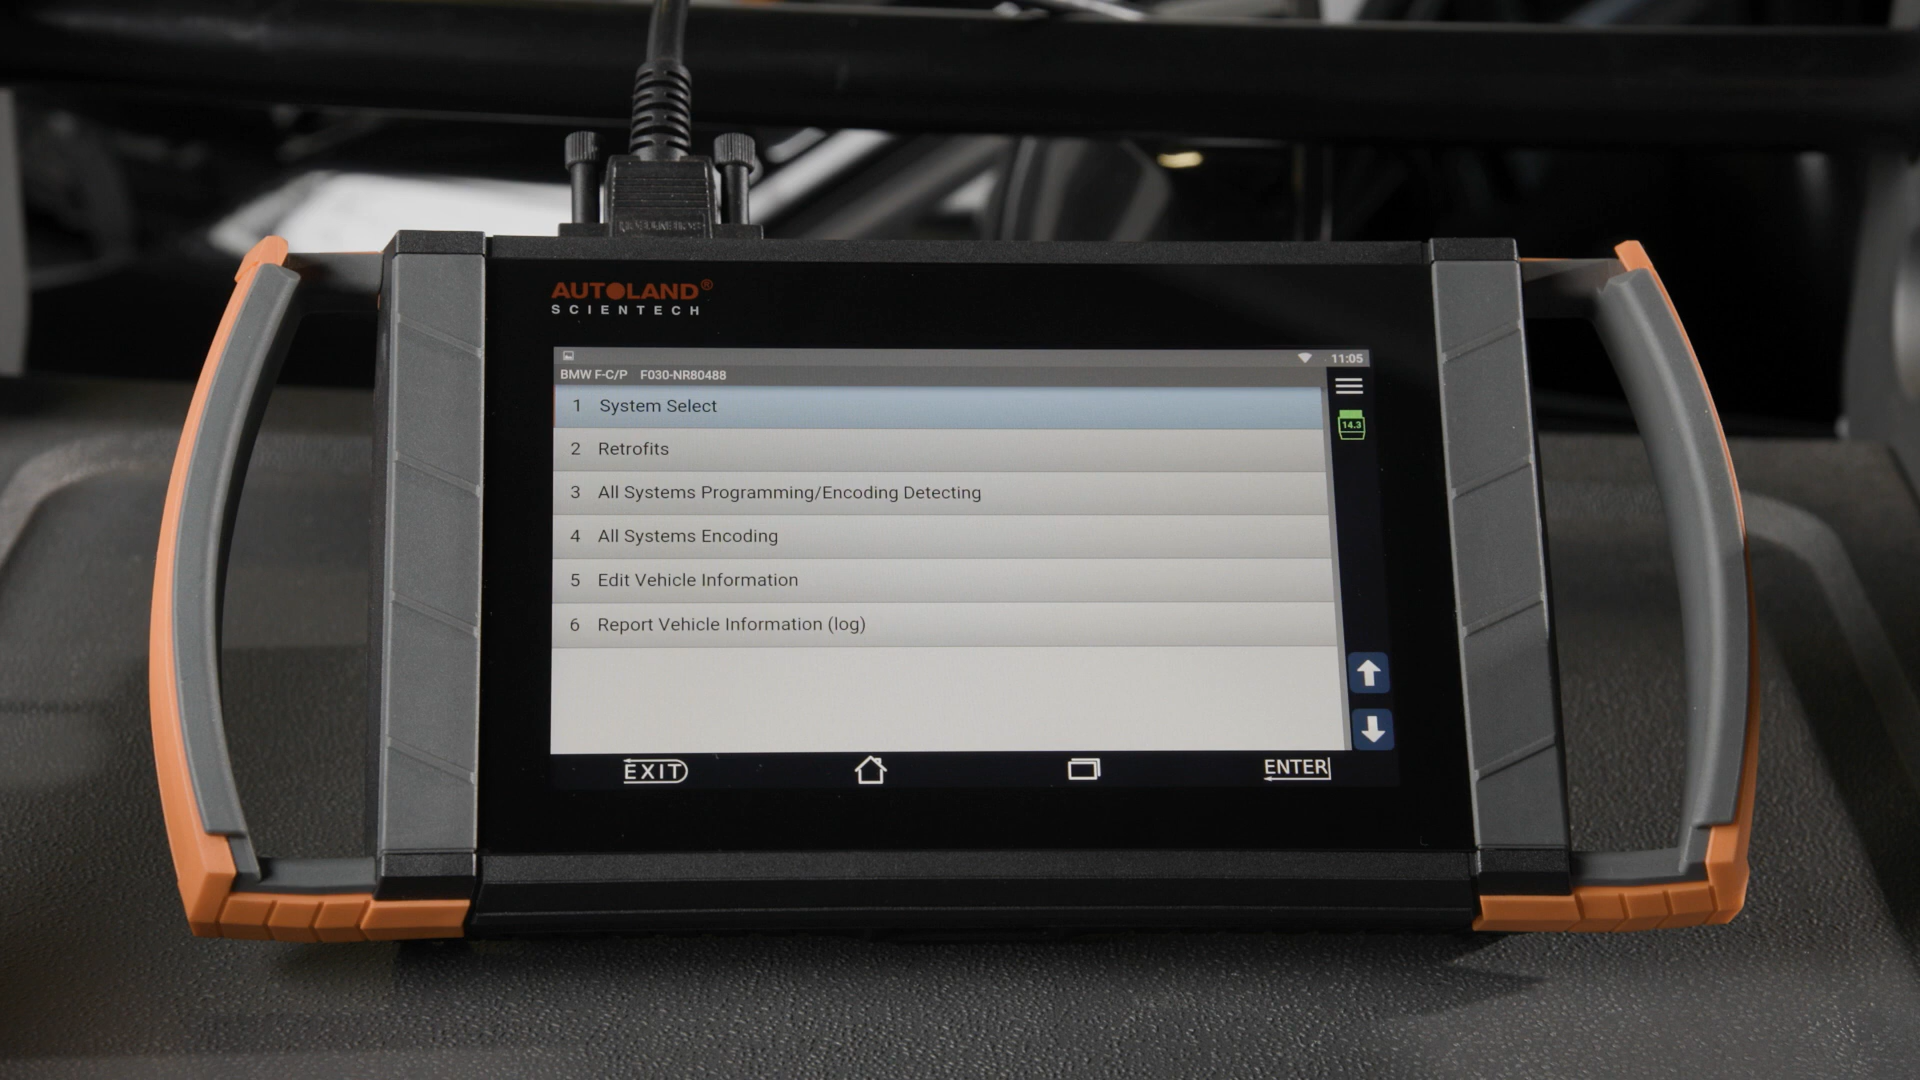 AUTOLAND®
SCIENTECH
11:05
BMW F-C/P F030-NR80488
1 System Select
14.3
2 Retrofits
3 All Systems Programming/Encoding Detecting
4 All Systems Encoding
5 Edit Vehicle Information
6 Report Vehicle Information (log)
EXIT
ENTER